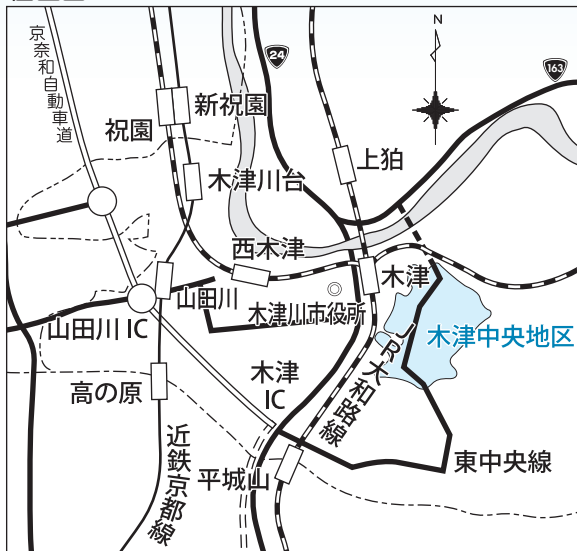 京奈和自動車道
24
N
163
新祝園
祝園
上狛
木津川台
西木津
木津
山田川
木津川市役所
山田川 IC
木津中央地区
JR大和路線
木津
IC
高の原
近鉄京都線
平城山
東中央線